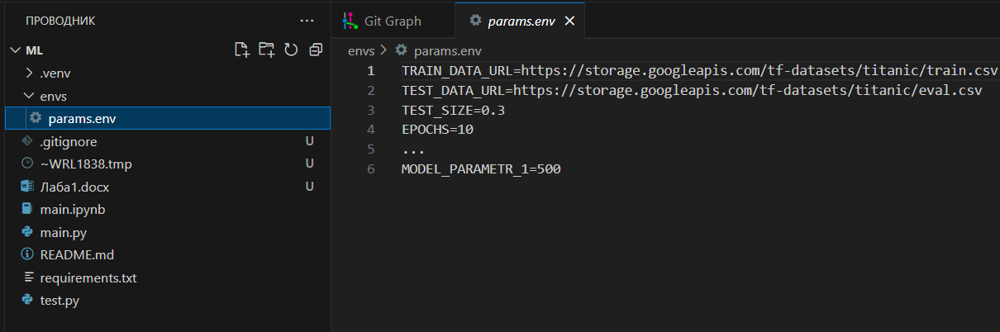 ПРОВОДНИК
ML
.venv
envs
params.env
.gitignore U
~WRL1838.tmp U
Лаба1.docx U
main.ipynb
main.py
README.md
requirements.txt
test.py
Git Graph params.env
envs > params.env
1 TRAIN_DATA_URL=https://storage.googleapis.com/tf-datasets/titanic/train.csv
2 TEST_DATA_URL=https://storage.googleapis.com/tf-datasets/titanic/eval.csv
3 TEST_SIZE=0.3
4 EPOCHS=10
5 ...
6 MODEL_PARAMETR_1=500